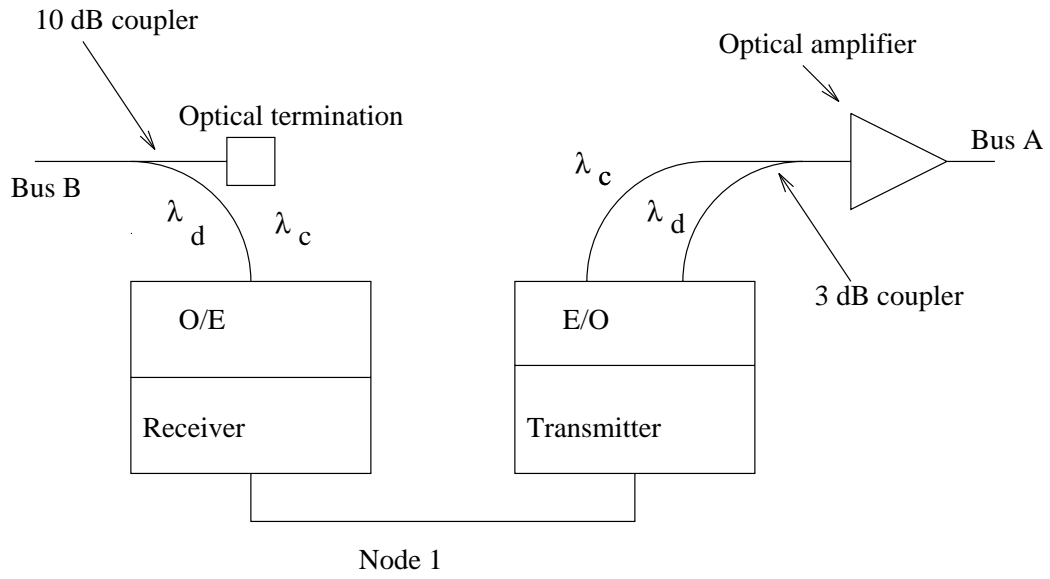 10 dB coupler
Optical amplifier
Optical termination
Bus A
Bus B
λ c
λ d
λ d
λ c
3 dB coupler
O/E
E/O
Receiver
Transmitter
Node 1